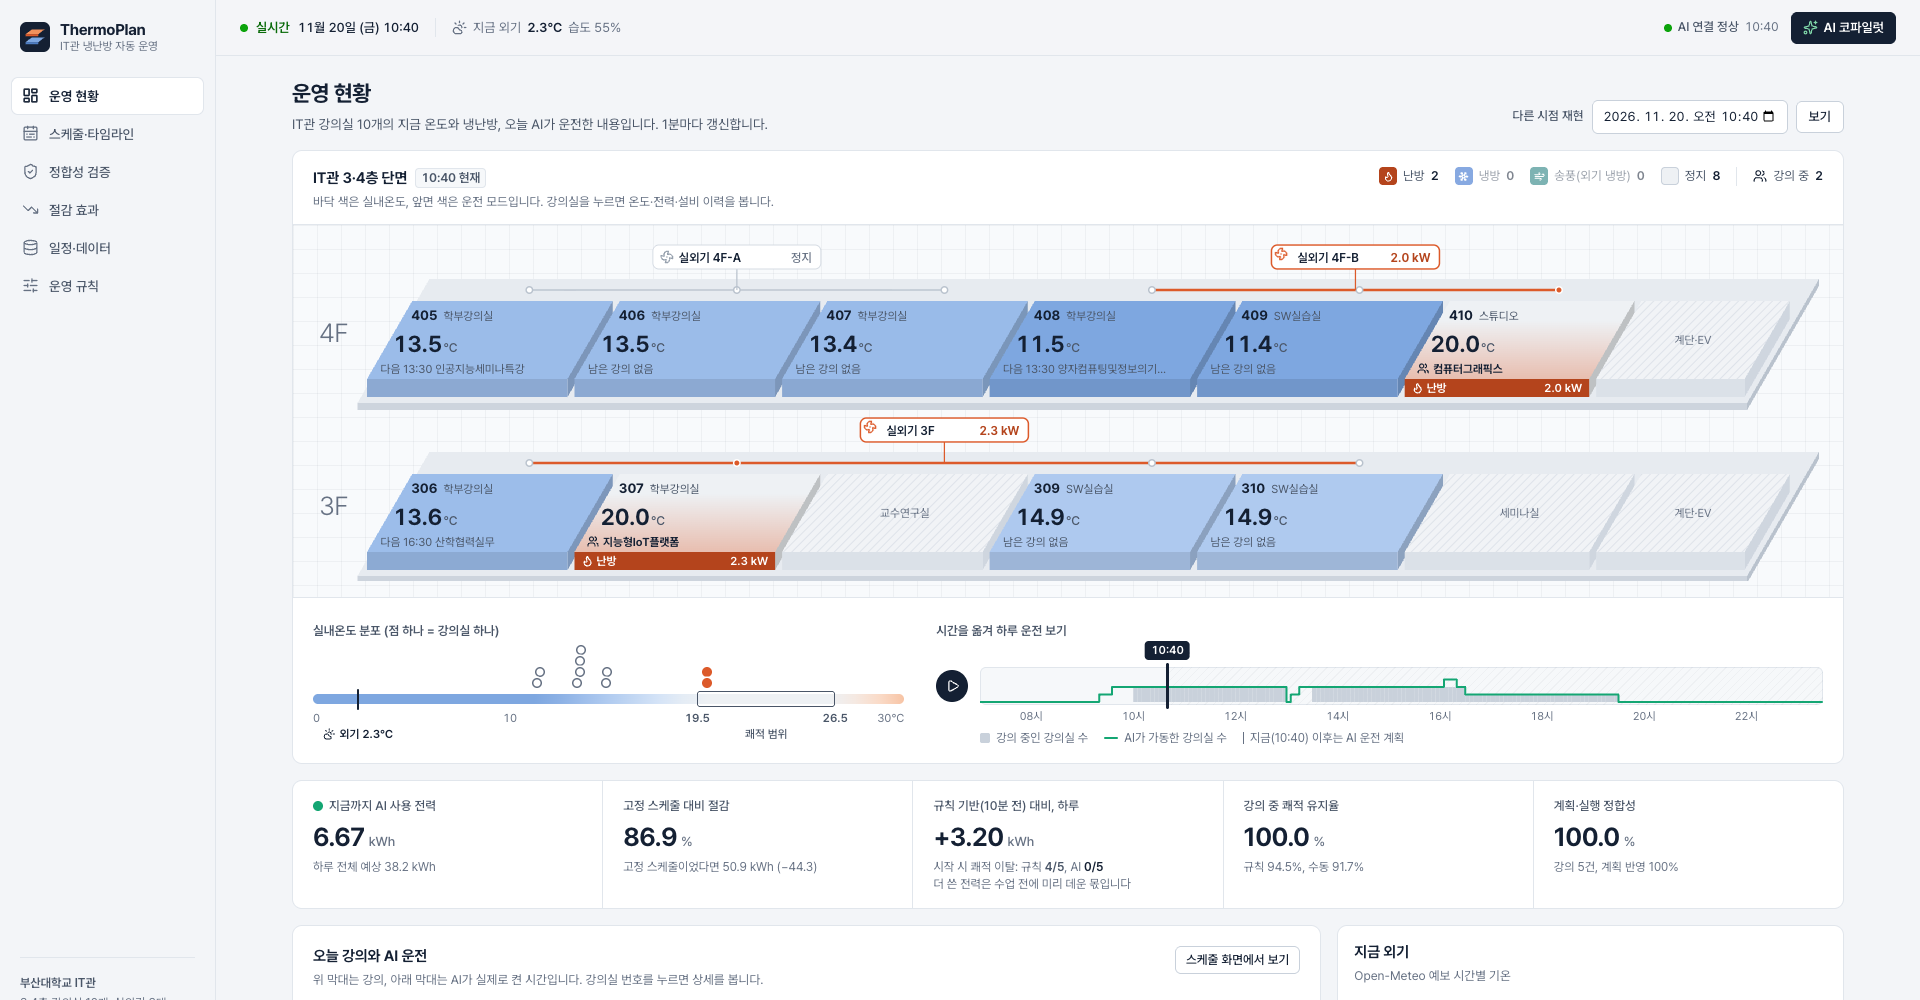 ThermoPlan
IT관 냉난방 자동 운영
운영 현황
스케줄·타임라인
정합성 검증
절감 효과
일정·데이터
운영 규칙
부산대학교 IT관
실시간 11월 20일 (금) 10:40 지금 외기 2.3°C 습도 55%
AI 연결 정상 10:40 AI 코파일럿
운영 현황
IT관 강의실 10개의 지금 온도와 냉난방, 오늘 AI가 운전한 내용입니다. 1분마다 갱신합니다.
다른 시점 재현 2026. 11. 20. 오전 10:40 보기
IT관 3·4층 단면 10:40 현재
바닥 색은 실내온도, 앞면 색은 운전 모드입니다. 강의실을 누르면 온도·전력·설비 이력을 봅니다.
난방 2 냉방 0 송풍(외기 냉방) 0 정지 8 강의 중 2
실외기 4F-A 정지
실외기 4F-B 2.0 kW
4F
405 학부강의실
13.5°C
다음 13:30 인공지능세미나특강
406 학부강의실
13.5°C
남은 강의 없음
407 학부강의실
13.4°C
남은 강의 없음
408 학부강의실
11.5°C
다음 13:30 양자컴퓨팅및정보의기...
409 SW실습실
11.4°C
남은 강의 없음
410 스튜디오
20.0°C
컴퓨터그래픽스
난방 2.0 kW
계단·EV
실외기 3F 2.3 kW
3F
306 학부강의실
13.6°C
다음 16:30 산학협력실무
307 학부강의실
20.0°C
지능형IoT플랫폼
난방 2.3 kW
교수연구실
309 SW실습실
14.9°C
남은 강의 없음
310 SW실습실
14.9°C
남은 강의 없음
세미나실
계단·EV
실내온도 분포 (점 하나 = 강의실 하나)
0 10 19.5 26.5 30°C
외기 2.3°C 쾌적 범위
시간을 옮겨 하루 운전 보기
10:40
08시 10시 12시 14시 16시 18시 20시 22시
강의 중인 강의실 수 AI가 가동한 강의실 수 지금(10:40) 이후는 AI 운전 계획
지금까지 AI 사용 전력
6.67 kWh
하루 전체 예상 38.2 kWh
고정 스케줄 대비 절감
86.9 %
고정 스케줄이었다면 50.9 kWh (−44.3)
규칙 기반(10분 전) 대비, 하루
+3.20 kWh
시작 시 쾌적 이탈: 규칙 4/5, AI 0/5
더 쓴 전력은 수업 전에 미리 데운 몫입니다
강의 중 쾌적 유지율
100.0 %
규칙 94.5%, 수동 91.7%
계획·실행 정합성
100.0 %
강의 5건, 계획 반영 100%
오늘 강의와 AI 운전
위 막대는 강의, 아래 막대는 AI가 실제로 켠 시간입니다. 강의실 번호를 누르면 상세를 봅니다.
스케줄 화면에서 보기
지금 외기
Open-Meteo 예보 시간별 기온